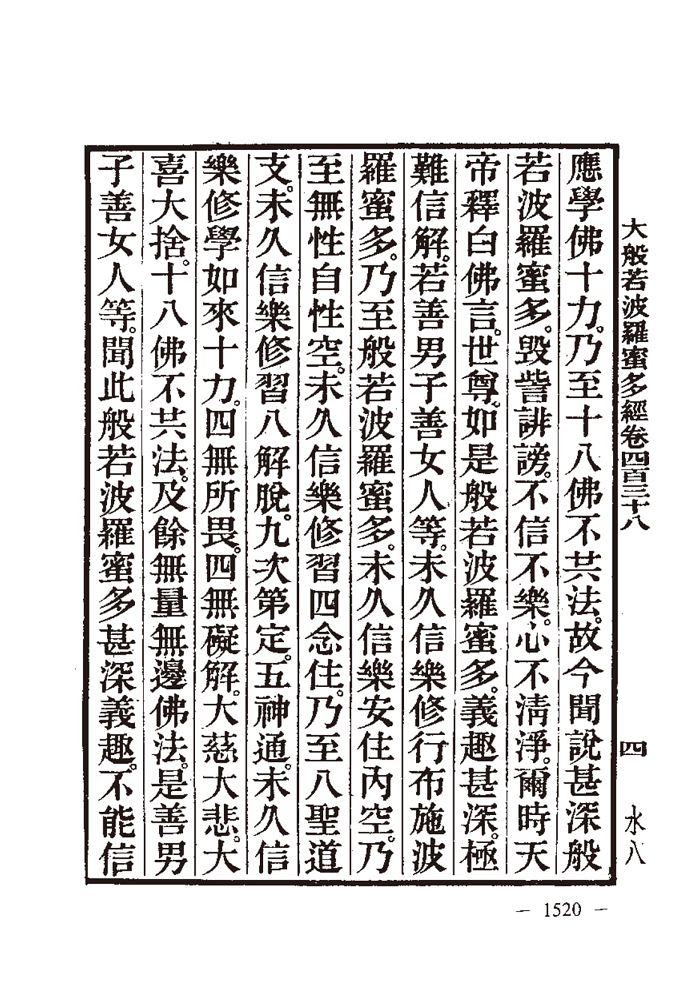 大般若波羅蜜多經卷四百三十八 四 水八
應學佛十力。乃至十八佛不共法。故今聞說甚深般
若波羅蜜多。毀訾誹謗。不信不樂。心不清淨。爾時天
帝釋白佛言。世尊。如是般若波羅蜜多。義趣甚深。極
難信解。若善男子善女人等。未久信樂修行布施波
羅蜜多。乃至般若波羅蜜多。未久信樂安住內空。乃
至無性自性空。未久信樂修習四念住。乃至八聖道
支。未久信樂修習八解脫。九次第定。五神通。未久信
樂修學如來十力。四無所畏。四無礙解。大慈大悲。大
喜大捨。十八佛不共法。及餘無量無邊佛法。是善男
子善女人等。聞此般若波羅蜜多甚深義趣。不能信
— 1520 —